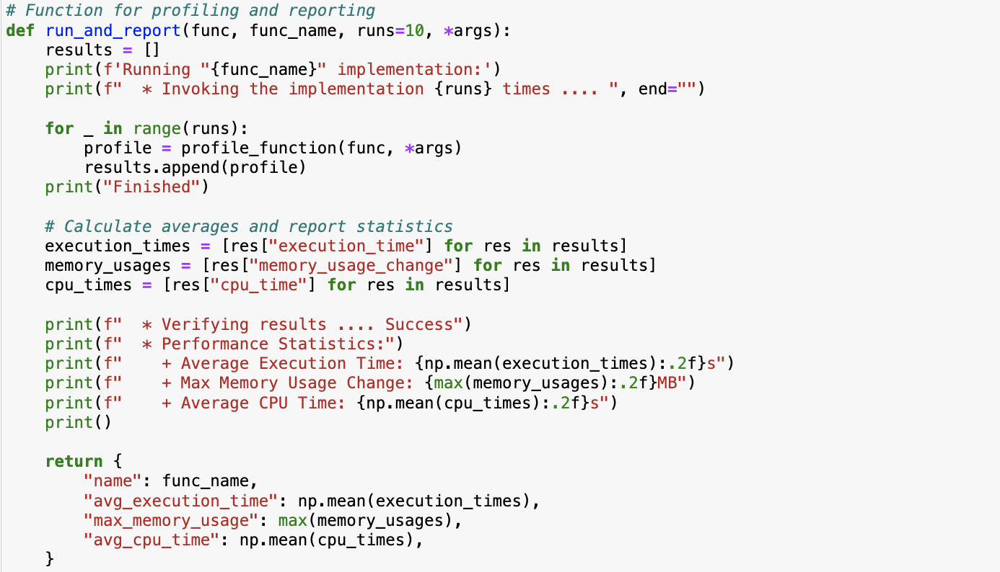 # Function for profiling and reporting
def run_and_report(func, func_name, runs=10, *args):
    results = []
    print(f'Running "{func_name}" implementation:')
    print(f"  * Invoking the implementation {runs} times .... ", end="")

    for _ in range(runs):
        profile = profile_function(func, *args)
        results.append(profile)
    print("Finished")

    # Calculate averages and report statistics
    execution_times = [res["execution_time"] for res in results]
    memory_usages = [res["memory_usage_change"] for res in results]
    cpu_times = [res["cpu_time"] for res in results]

    print(f"  * Verifying results .... Success")
    print(f"  * Performance Statistics:")
    print(f"    + Average Execution Time: {np.mean(execution_times):.2f}s")
    print(f"    + Max Memory Usage Change: {max(memory_usages):.2f}MB")
    print(f"    + Average CPU Time: {np.mean(cpu_times):.2f}s")
    print()

    return {
        "name": func_name,
        "avg_execution_time": np.mean(execution_times),
        "max_memory_usage": max(memory_usages),
        "avg_cpu_time": np.mean(cpu_times),
    }